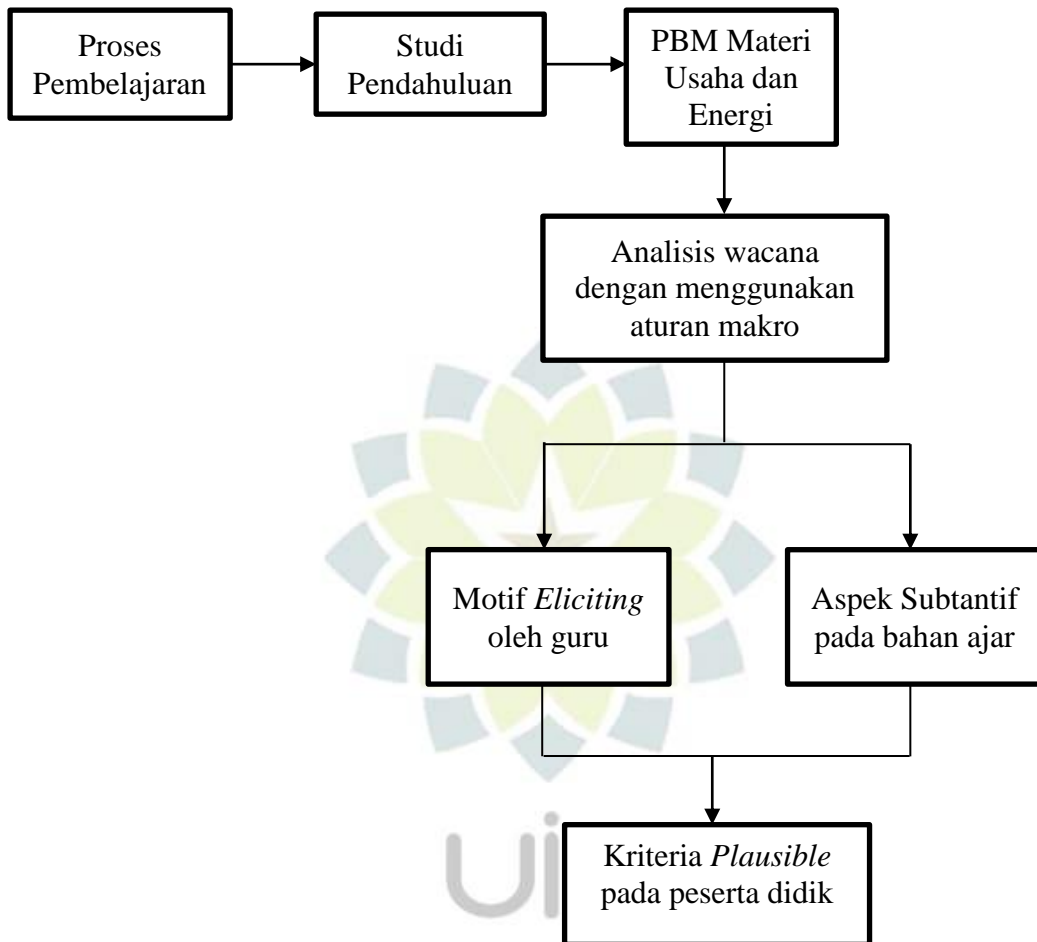 Proses
Pembelajaran
Studi
Pendahuluan
PBM Materi
Usaha dan
Energi
Analisis wacana
dengan menggunakan
aturan makro
Motif Eliciting
oleh guru
Aspek Subtantif
pada bahan ajar
Kriteria Plausible
pada peserta didik
ui